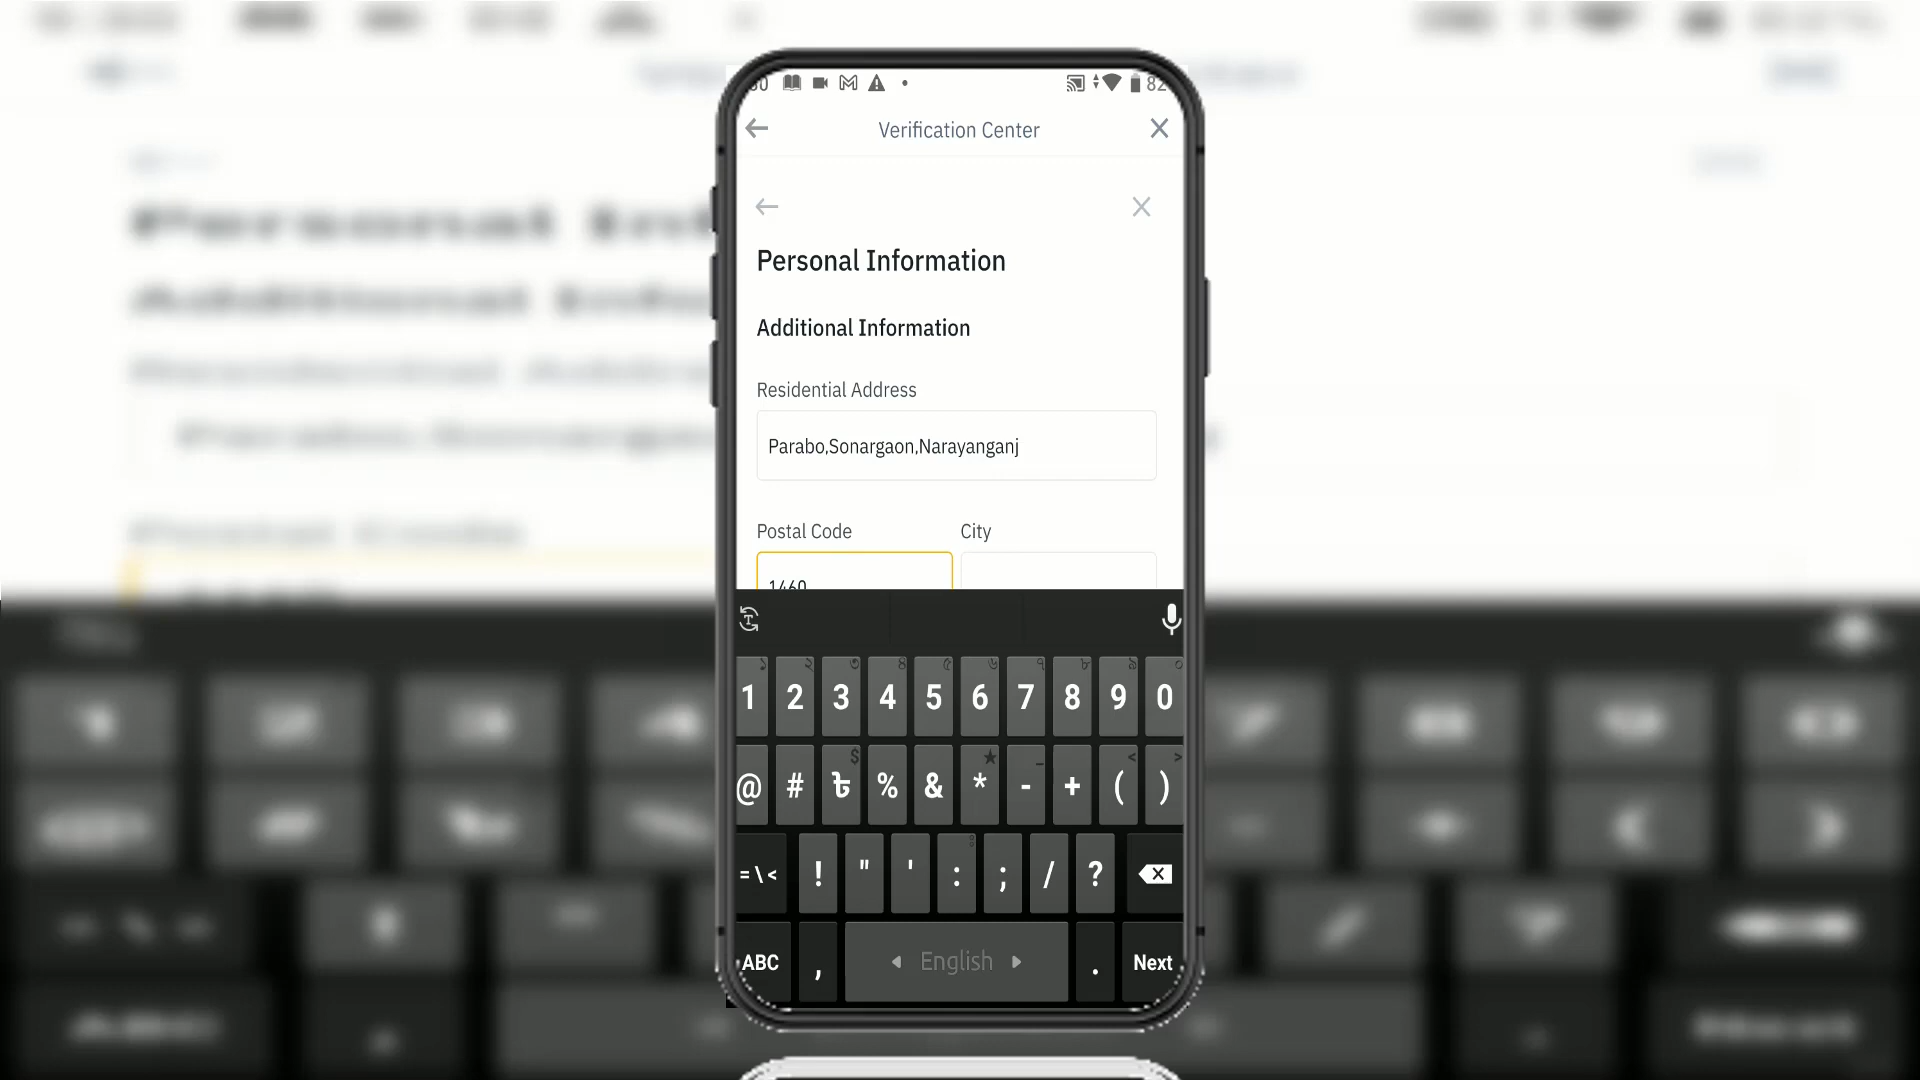 Verification Center
Personal Information
Additional Information
Residential Address
Parabo,Sonargaon,Narayanganj
Postal Code City
1460
1 2 3 4 5 6 7 8 9 0
@ # ৳ % & * - + ( )
=\< ! " ' : ; / ?
ABC , English . Next